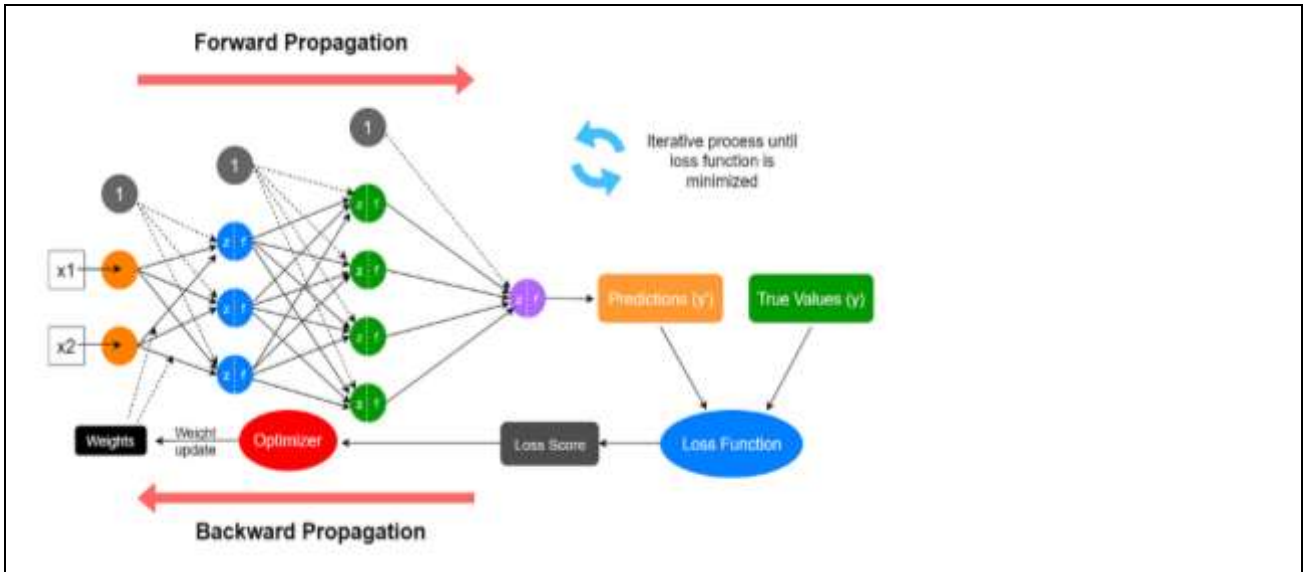 Forward Propagation
1
Iterative process until
loss function is
minimized
1
1
z f
z f
z f
x1
z f
z f
z f
Predictions (y')
True Values (y)
z f
x2
z f
z f
Weights
Weight
update
Optimizer
Loss Score
Loss Function
Backward Propagation